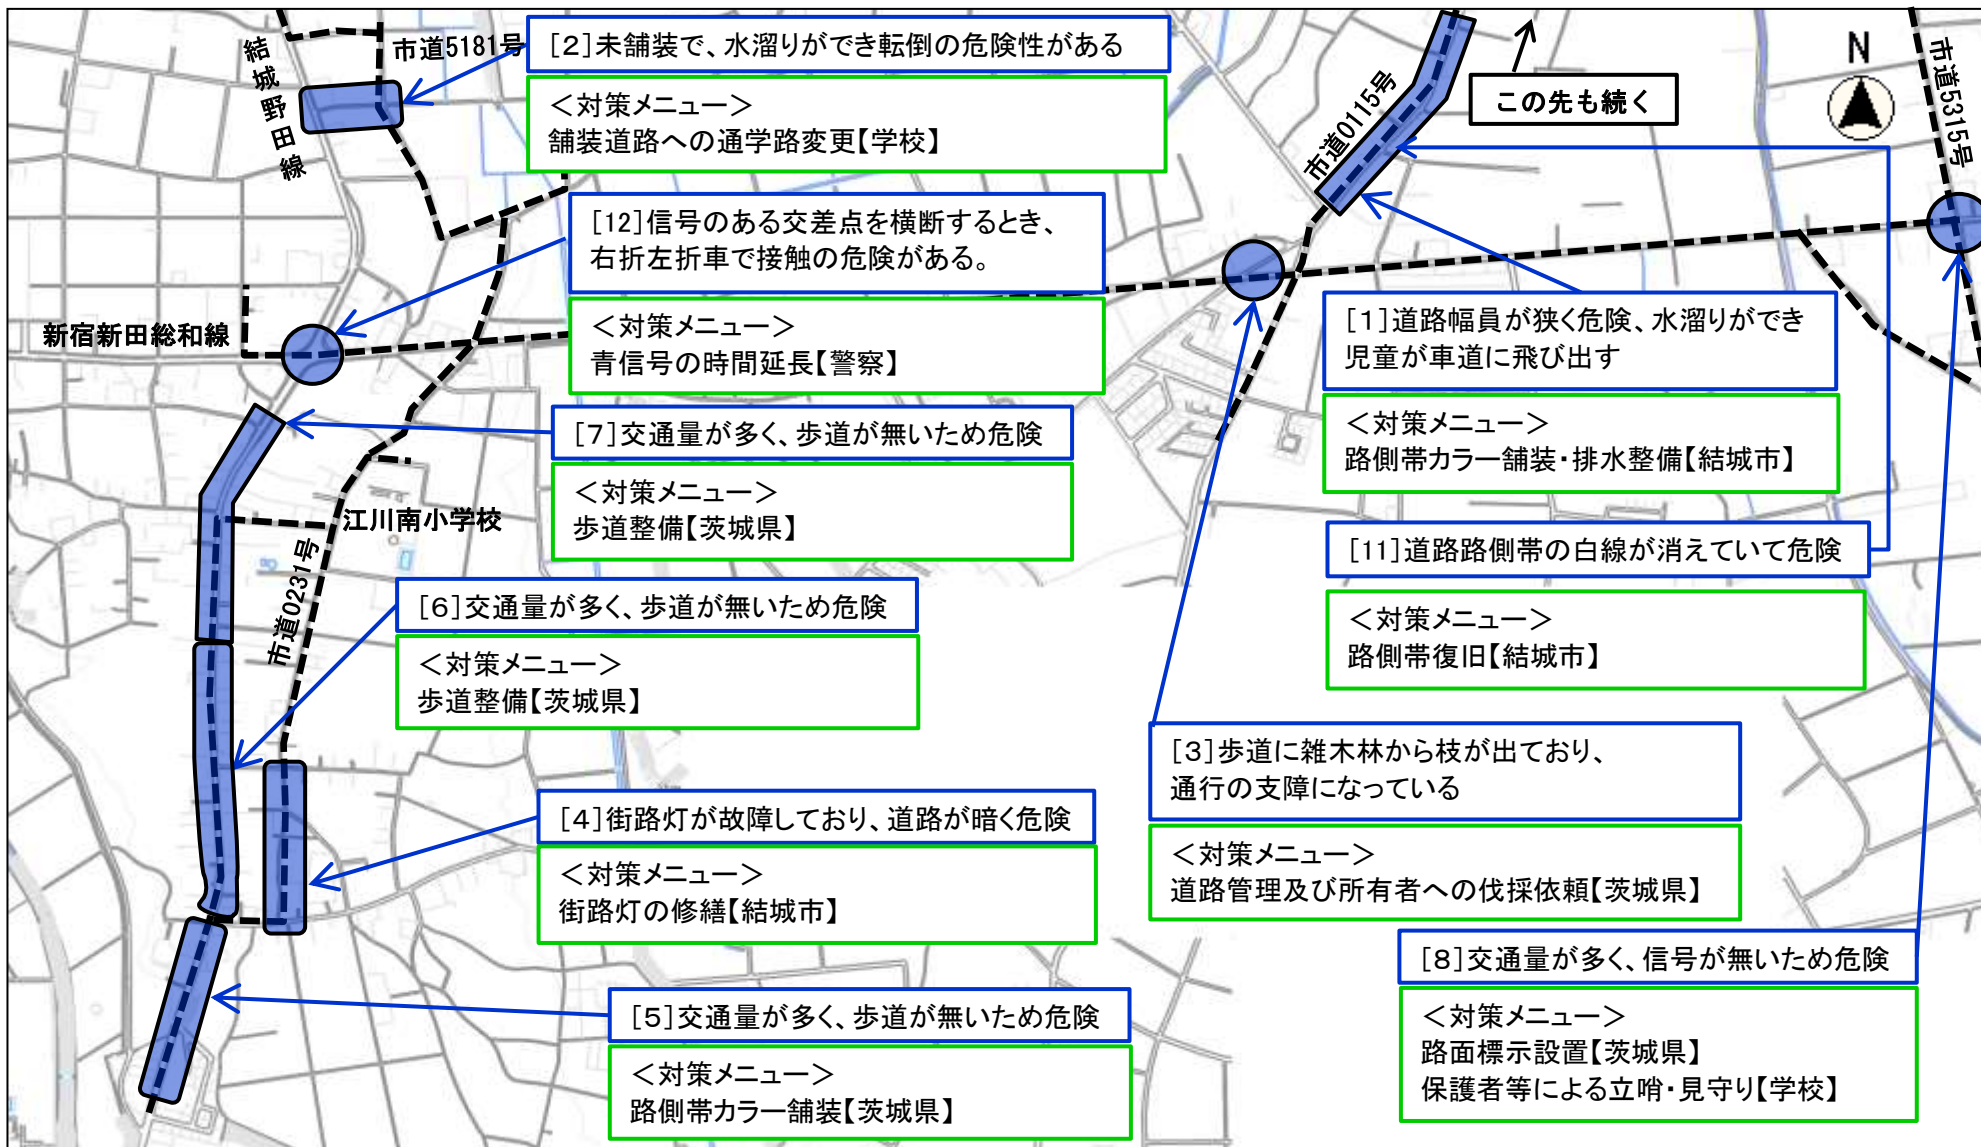 市道5181号
結城野田線
[2]未舗装で、水溜りができ転倒の危険性がある
＜対策メニュー＞
舗装道路への通学路変更【学校】
市道0115号
この先も続く
N
市道5315号
[12]信号のある交差点を横断するとき、
右折左折車で接触の危険がある。
＜対策メニュー＞
青信号の時間延長【警察】
新宿新田総和線
[1]道路幅員が狭く危険、水溜りができ
児童が車道に飛び出す
＜対策メニュー＞
路側帯カラー舗装・排水整備【結城市】
[7]交通量が多く、歩道が無いため危険
＜対策メニュー＞
歩道整備【茨城県】
江川南小学校
市道0231号
[11]道路路側帯の白線が消えていて危険
＜対策メニュー＞
路側帯復旧【結城市】
[6]交通量が多く、歩道が無いため危険
＜対策メニュー＞
歩道整備【茨城県】
[3]歩道に雑木林から枝が出ており、
通行の支障になっている
＜対策メニュー＞
道路管理及び所有者への伐採依頼【茨城県】
[4]街路灯が故障しており、道路が暗く危険
＜対策メニュー＞
街路灯の修繕【結城市】
[8]交通量が多く、信号が無いため危険
＜対策メニュー＞
路面標示設置【茨城県】
保護者等による立哨・見守り【学校】
[5]交通量が多く、歩道が無いため危険
＜対策メニュー＞
路側帯カラー舗装【茨城県】